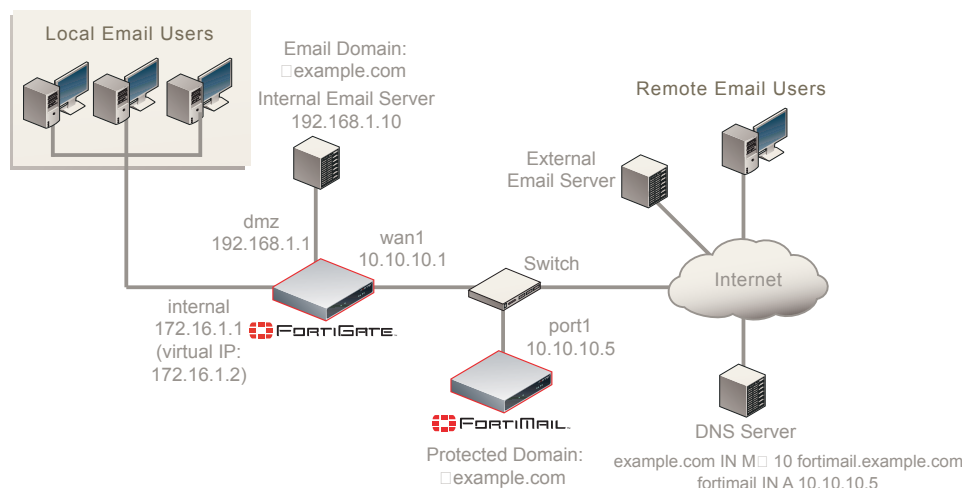 Local Email Users
Email Domain:
□example.com
Internal Email Server
192.168.1.10
Remote Email Users
External
Email Server
dmz
192.168.1.1
wan1
10.10.10.1
Switch
Internet
internal
172.16.1.1
(virtual IP:
172.16.1.2)
FORTIGATE
port1
10.10.10.5
FORTIMAIL
Protected Domain:
□example.com
DNS Server
example.com IN M□ 10 fortimail.example.com
fortimail IN A 10.10.10.5